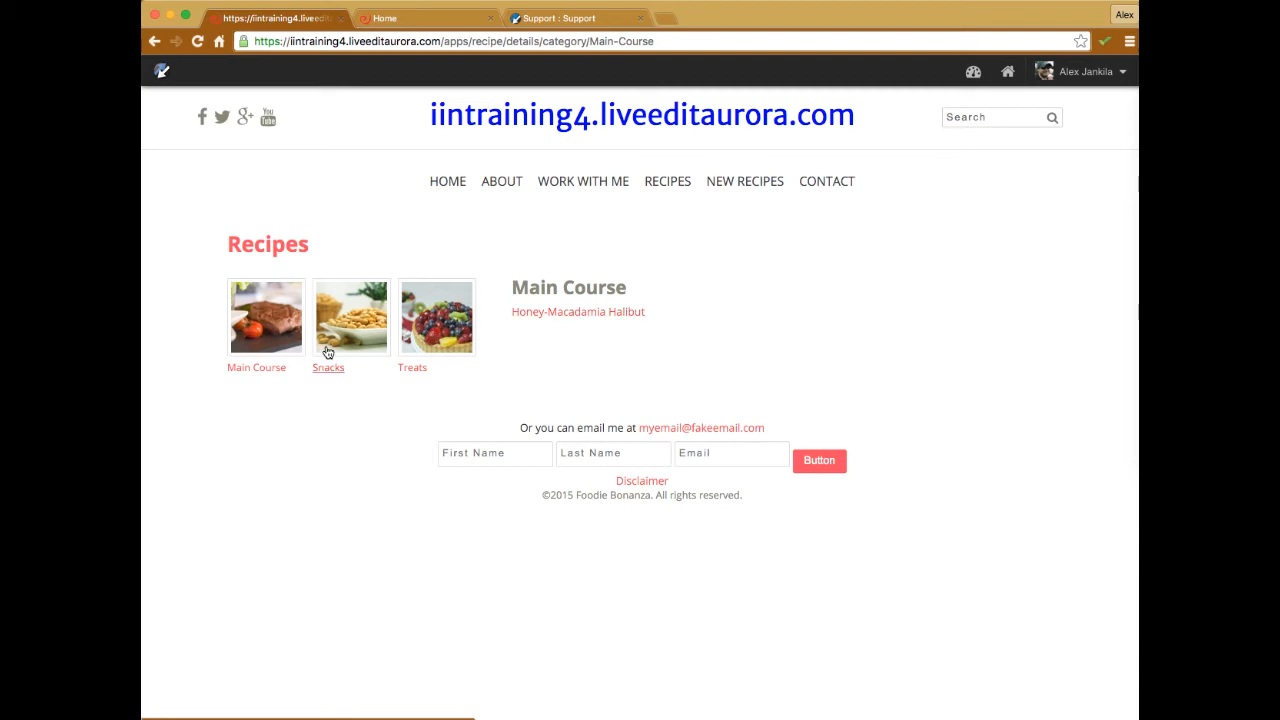 https://iintraining4.liveedit
Home
Support : Support
Alex
https://iintraining4.liveeditaurora.com/apps/recipe/details/category/Main-Course
Alex Jankila
You
Tube
iintraining4.liveeditaurora.com
Search
HOME ABOUT WORK WITH ME RECIPES NEW RECIPES CONTACT
Recipes
Main Course
Honey-Macadamia Halibut
Main Course Snacks Treats
Or you can email me at myemail@fakeemail.com
First Name Last Name Email Button
Disclaimer
©2015 Foodie Bonanza. All rights reserved.